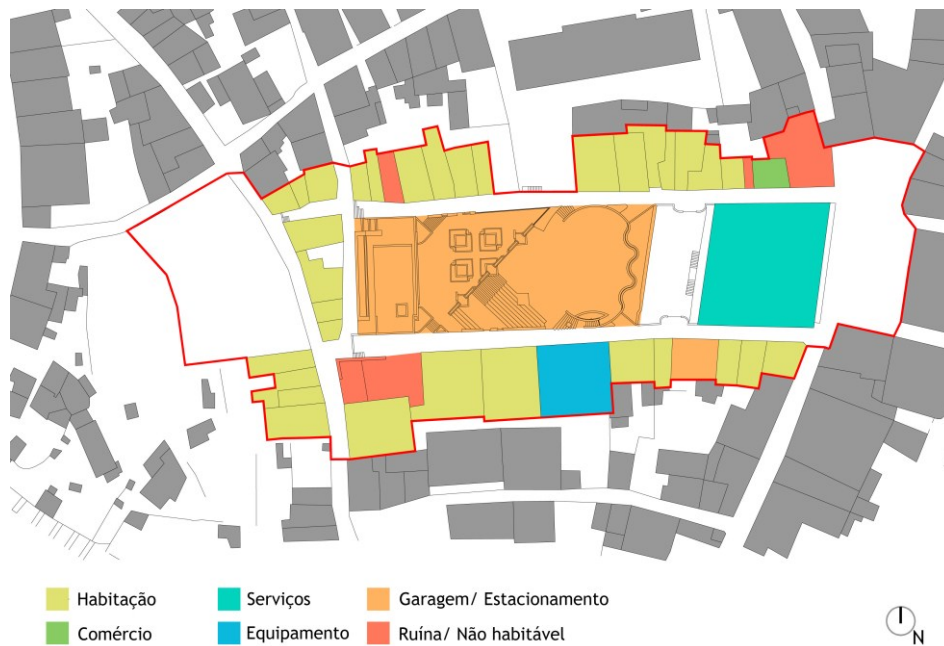 Habitação
Serviços
Garagem/ Estacionamento
Comércio
Equipamento
Ruína/ Não habitável
N